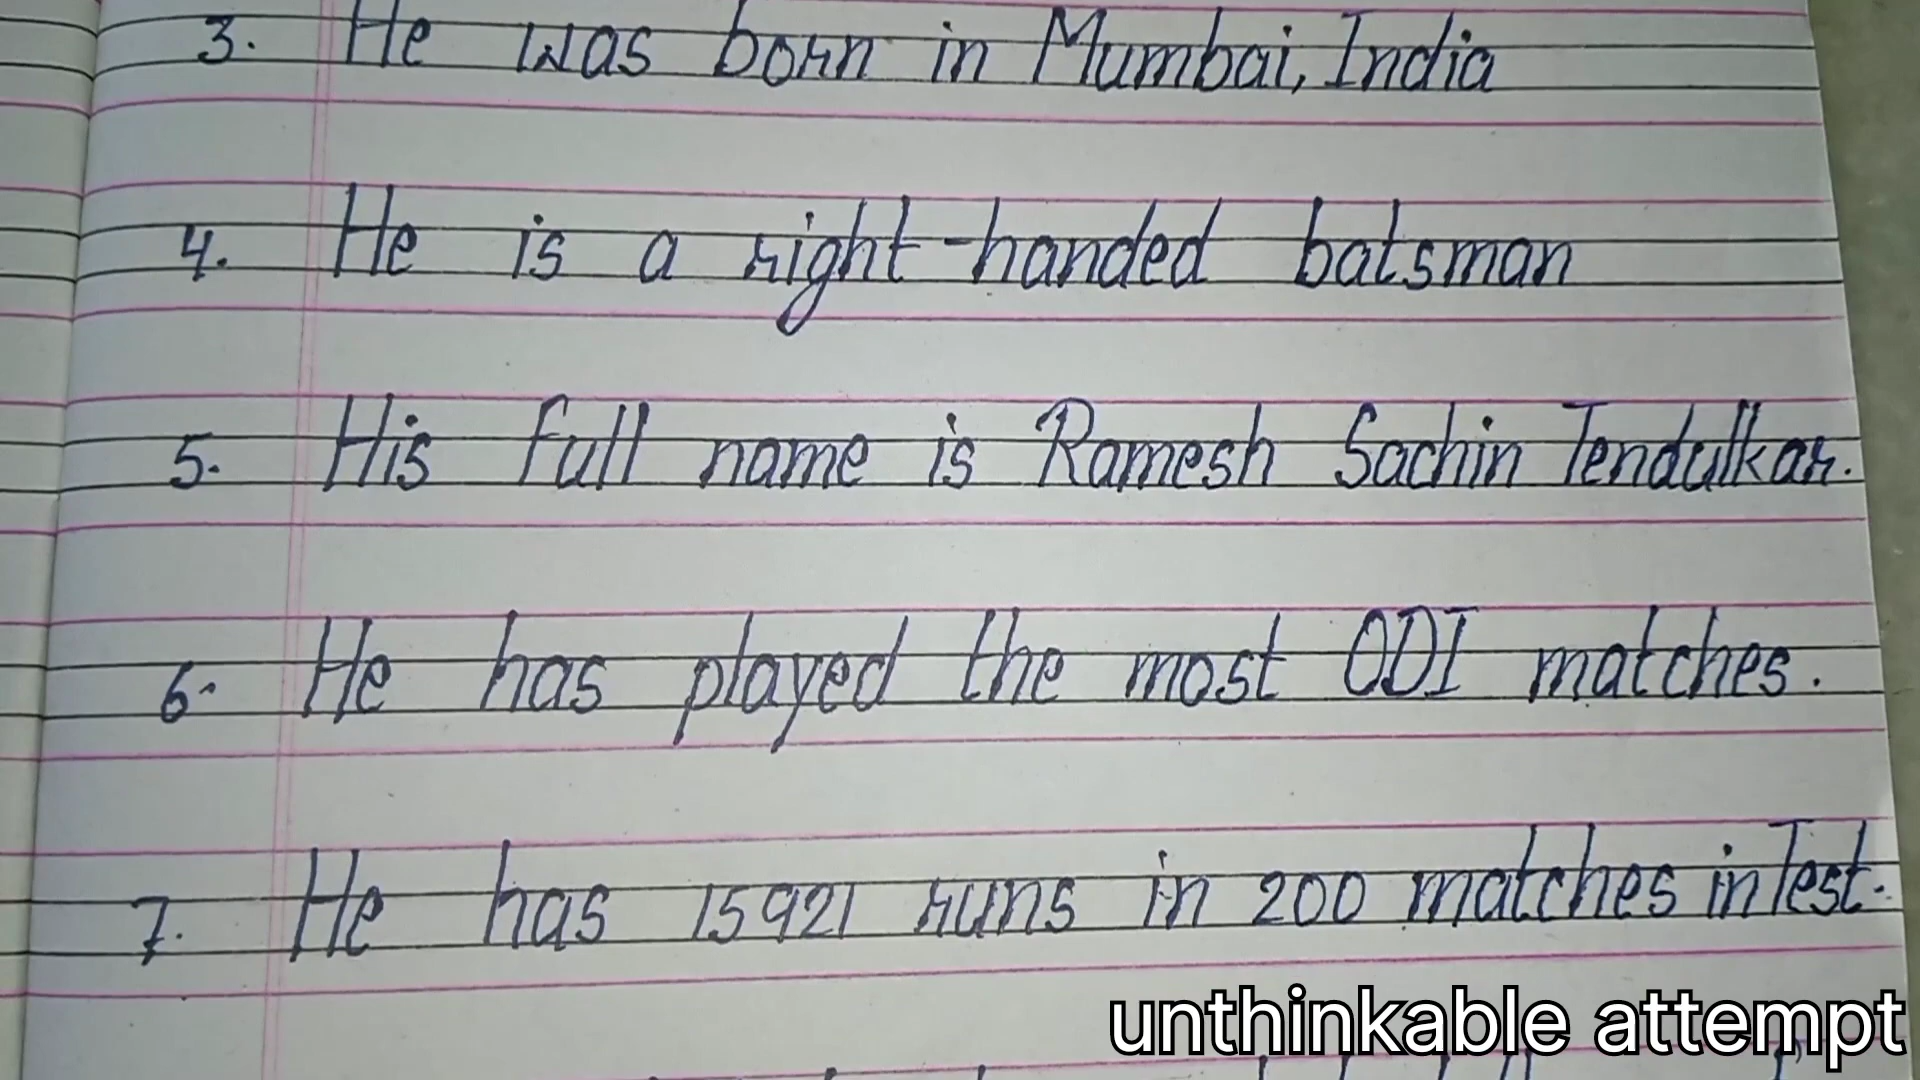 3. He was born in Mumbai, India
4. He is a right-handed batsman
5. His full name is Ramesh Sachin Tendulkar.
6. He has played the most ODI matches.
7. He has 15921 runs in 200 matches in Test.
unthinkable attempt